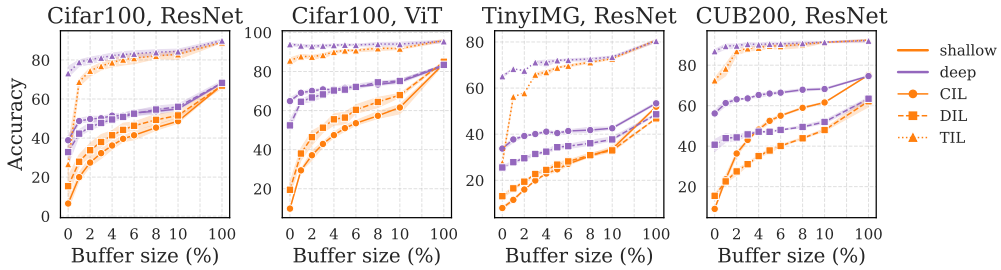 Cifar100, ResNet
Cifar100, ViT
TinyIMG, ResNet
CUB200, ResNet
Accuracy
80
60
40
20
0
0 2 4 6 8 10 100
Buffer size (%)
100
80
60
40
20
0 2 4 6 8 10 100
Buffer size (%)
80
60
40
20
0 2 4 6 8 10 100
Buffer size (%)
80
60
40
20
0 2 4 6 8 10 100
Buffer size (%)
shallow
deep
CIL
DIL
TIL